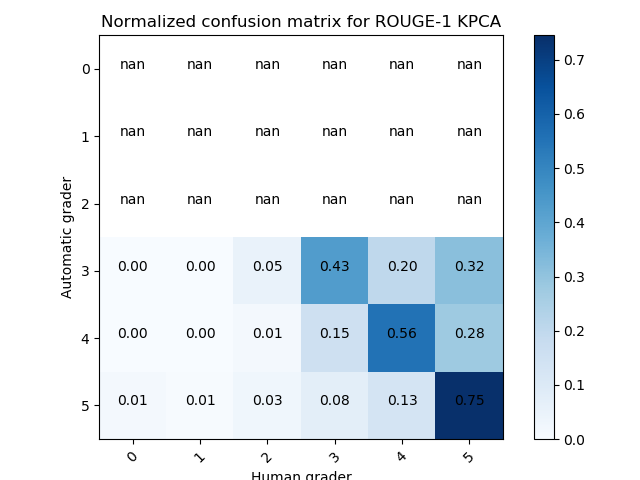 Normalized confusion matrix for ROUGE-1 KPCA
0 nan nan nan nan nan nan
1 nan nan nan nan nan nan
2 nan nan nan nan nan nan
3 0.00 0.00 0.05 0.43 0.20 0.32
4 0.00 0.00 0.01 0.15 0.56 0.28
5 0.01 0.01 0.03 0.08 0.13 0.75
0 1 2 3 4 5
Automatic grader
Human grader
0.7
0.6
0.5
0.4
0.3
0.2
0.1
0.0